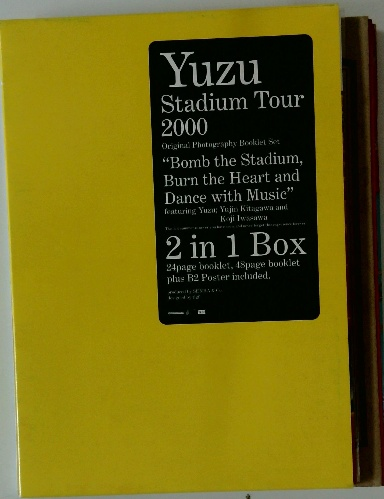 Yuzu
Stadium Tour
2000
Original Photography Booklet Set
“Bomb the Stadium,
Burn the Heart and
Dance with Music”
featuring Yuzu; Yujin Kitagawa and
Koji Iwasawa
2 in 1 Box
24page booklet, 48page booklet
plus B2 Poster included.